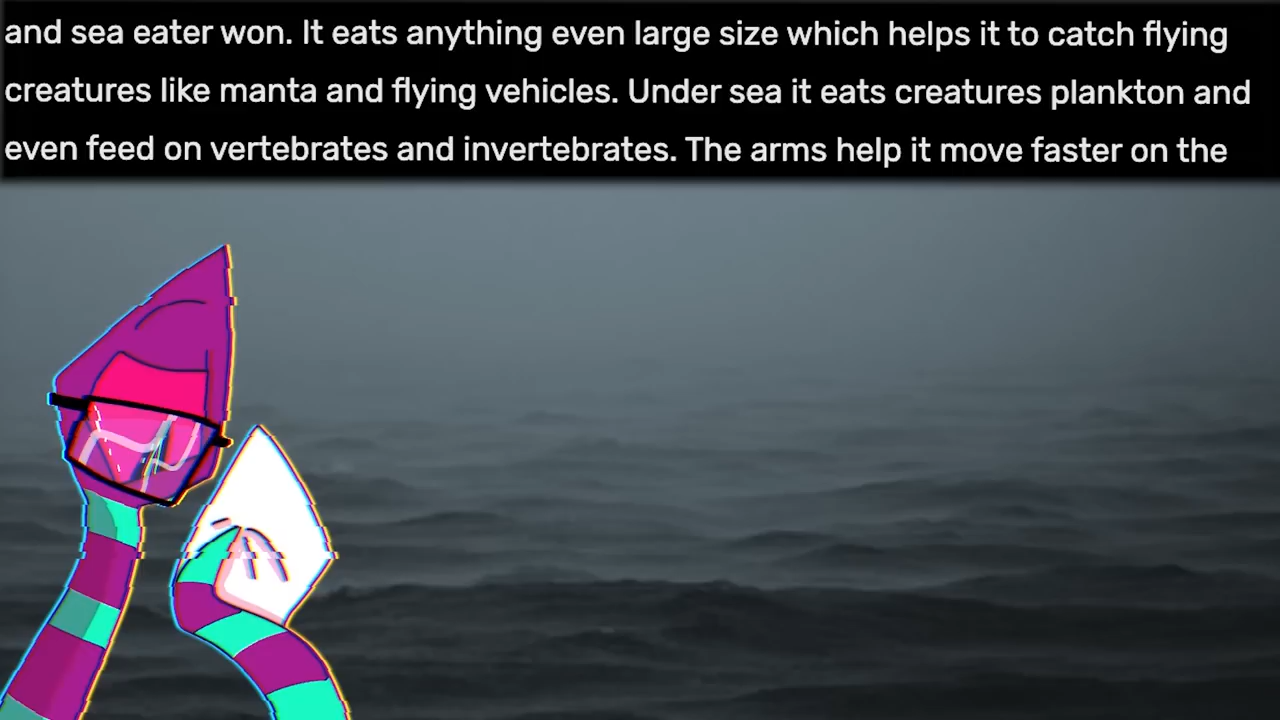 and sea eater won. It eats anything even large size which helps it to catch flying
creatures like manta and flying vehicles. Under sea it eats creatures plankton and
even feed on vertebrates and invertebrates. The arms help it move faster on the